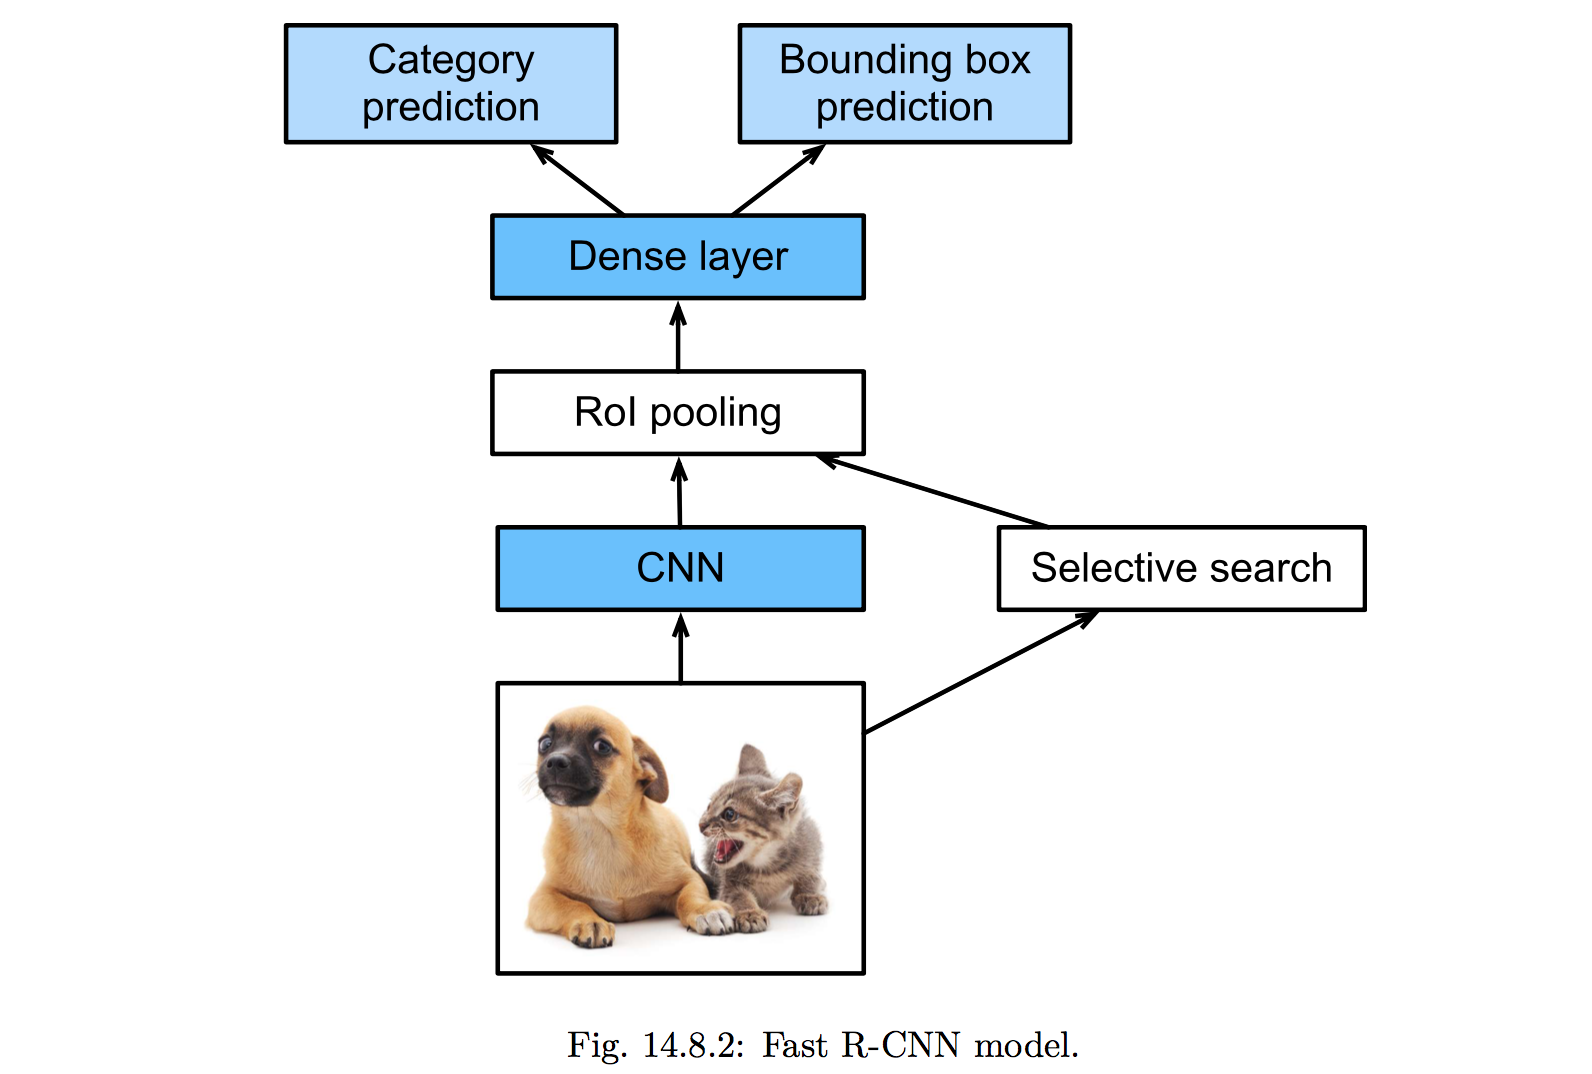 Category
prediction
Bounding box
prediction
Dense layer
RoI pooling
CNN
Selective search
Fig. 14.8.2: Fast R-CNN model.